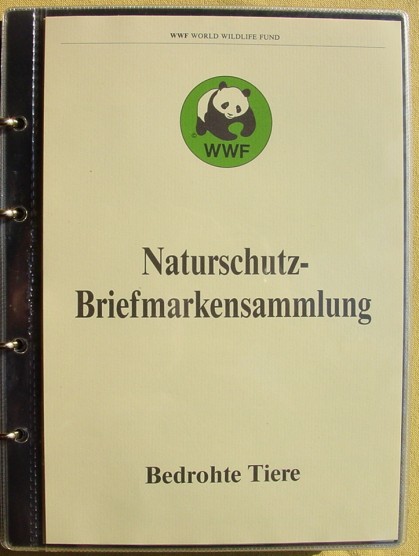 WWF WORLD WILDLIFE FUND
©
WWF
Naturschutz-
Briefmarkensammlung
Bedrohte Tiere